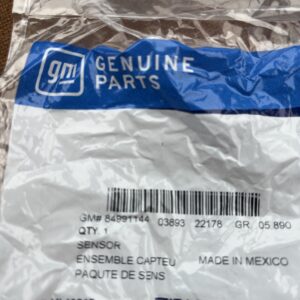 gm GENUINE
PARTS
GM# 84991144 03893 22178 GR 05.890
QTY. 1
SENSOR
ENSEMBLE CAPTEU MADE IN MEXICO
PAQUTE DE SENS